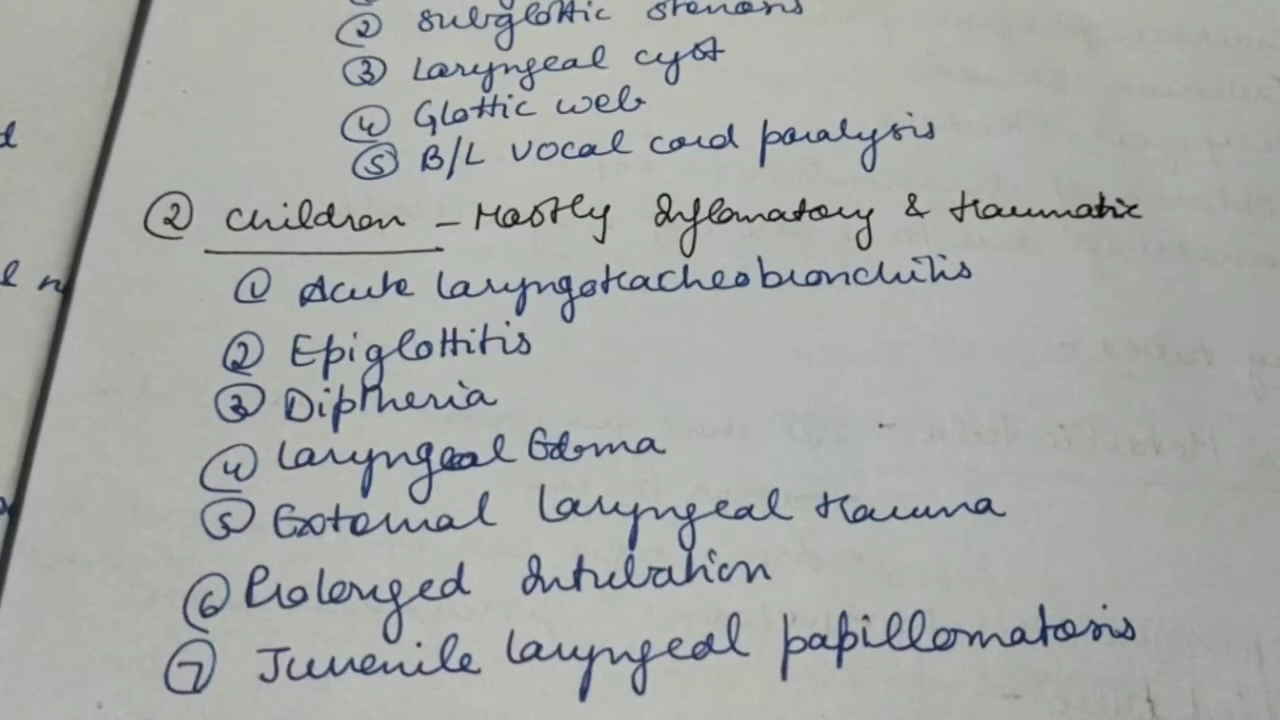 ② Subglottic stenosis
③ Laryngeal cyst
④ Glottic web
⑤ B/L vocal cord paralysis
② children - Mostly Inflamatory & traumatic
① Acute laryngotracheobronchitis
② Epiglottitis
③ Diptheria
④ Laryngeal Edema
⑤ External laryngeal trauma
⑥ Prolonged Intubation
⑦ Juvenile laryngeal papillomatosis